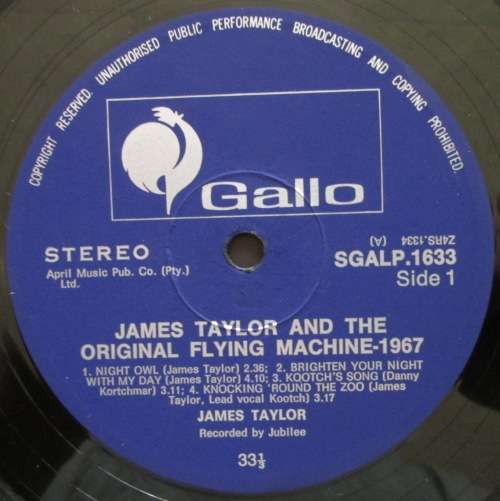 COPYRIGHT RESERVED. UNAUTHORISED PUBLIC PERFORMANCE BROADCASTING AND COPYING PROHIBITED.
Gallo
STEREO
April Music Pub. Co. (Pty.)
Ltd.
Z4RS.1334 (A)
SGALP.1633
Side 1
JAMES TAYLOR AND THE
ORIGINAL FLYING MACHINE-1967
1. NIGHT OWL (James Taylor) 2.36; 2. BRIGHTEN YOUR NIGHT
WITH MY DAY (James Taylor) 4.10; 3. KOOTCH'S SONG (Danny
Kortchmar) 3.11; 4. KNOCKING 'ROUND THE ZOO (James
Taylor, Lead vocal Kootch) 3.17
JAMES TAYLOR
Recorded by Jubilee
33⅓